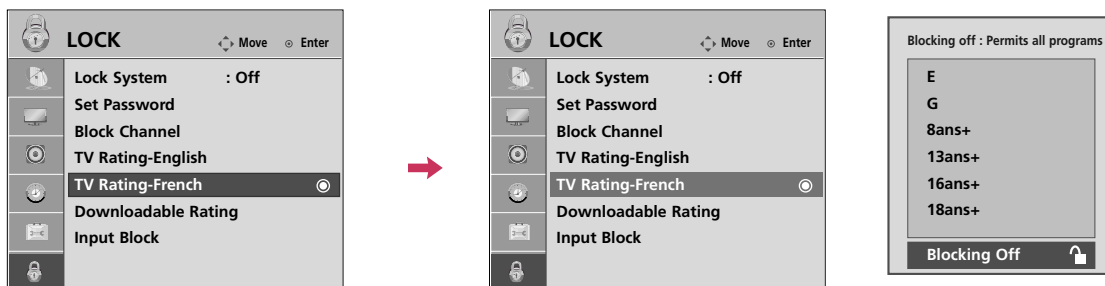 LOCK
Move Enter
Lock System : Off
Set Password
Block Channel
TV Rating-English
TV Rating-French
Downloadable Rating
Input Block
LOCK
Move Enter
Lock System : Off
Set Password
Block Channel
TV Rating-English
TV Rating-French
Downloadable Rating
Input Block
Blocking off : Permits all programs
E
G
8ans+
13ans+
16ans+
18ans+
Blocking Off